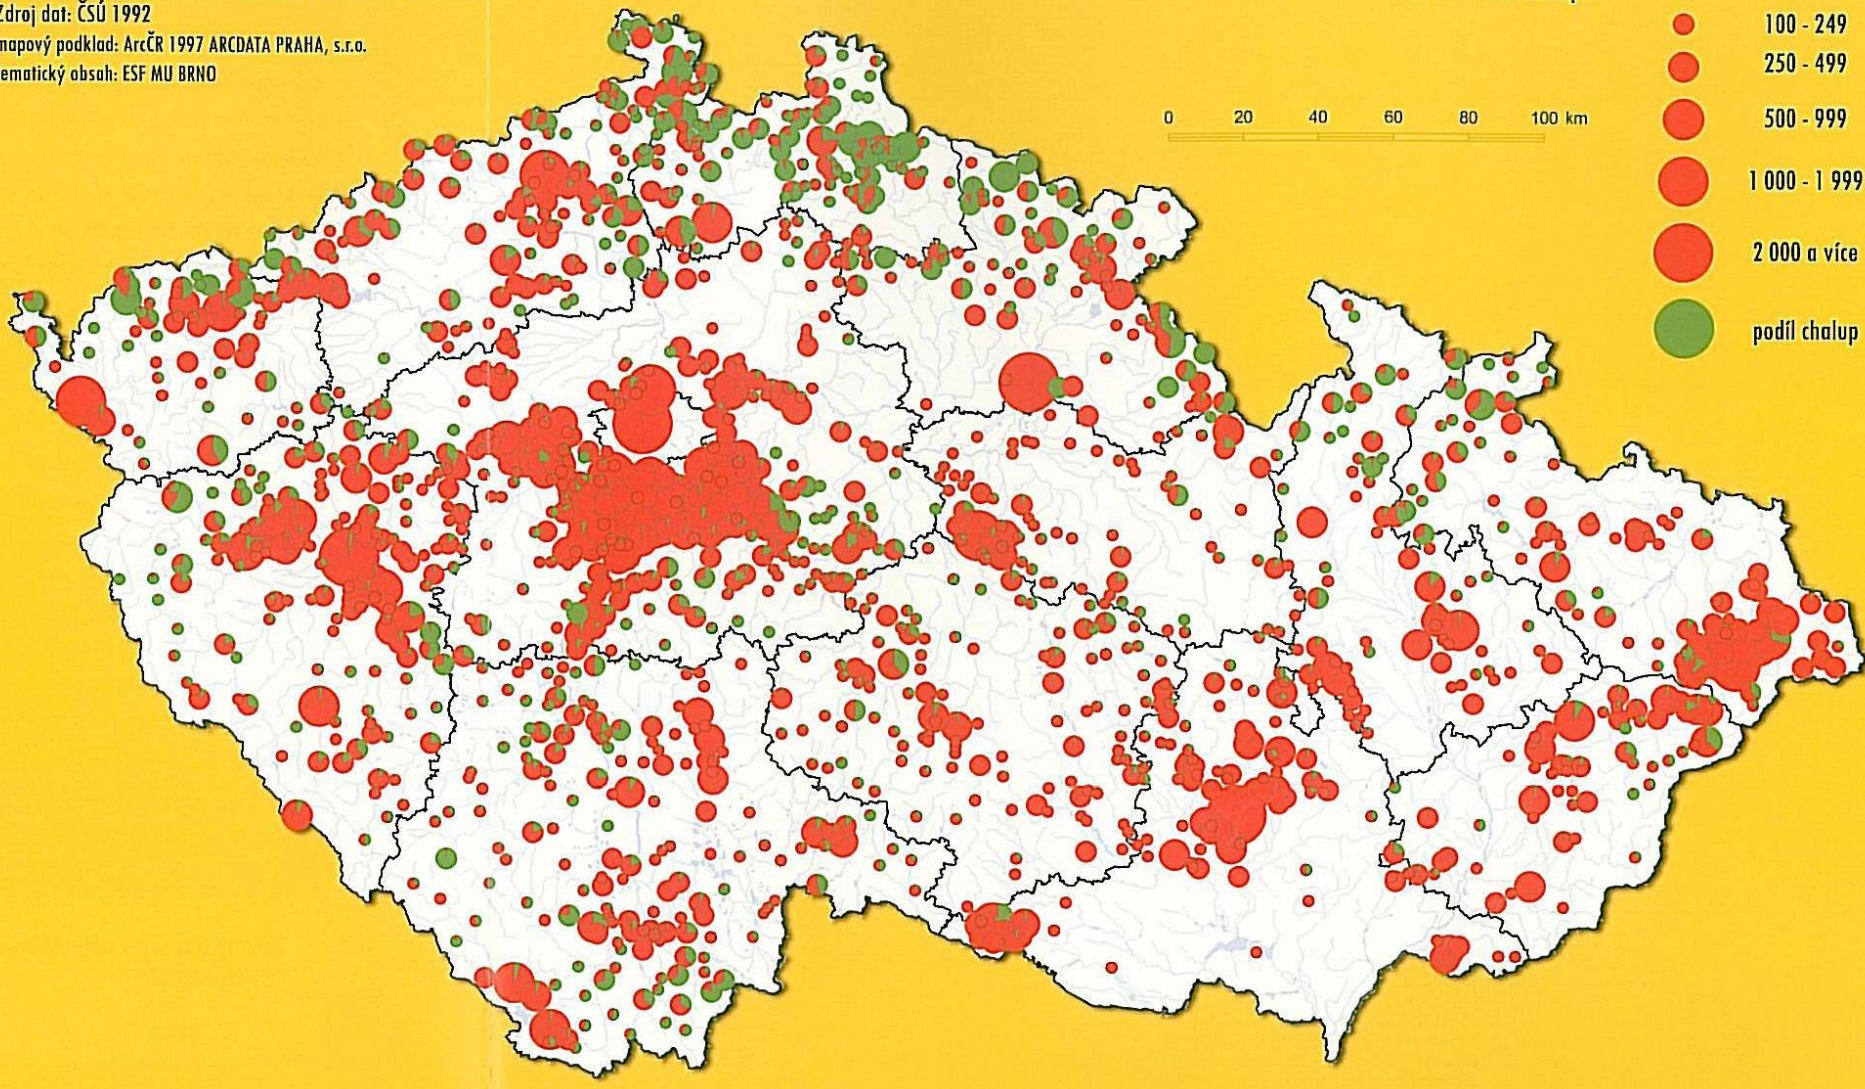 Zdroj dat: ČSÚ 1992
mapový podklad: ArcČR 1997 ARCDATA PRAHA, s.r.o.
tematický obsah: ESF MU BRNO
0 20 40 60 80 100 km
100 - 249
250 - 499
500 - 999
1 000 - 1 999
2 000 a více
podíl chalup